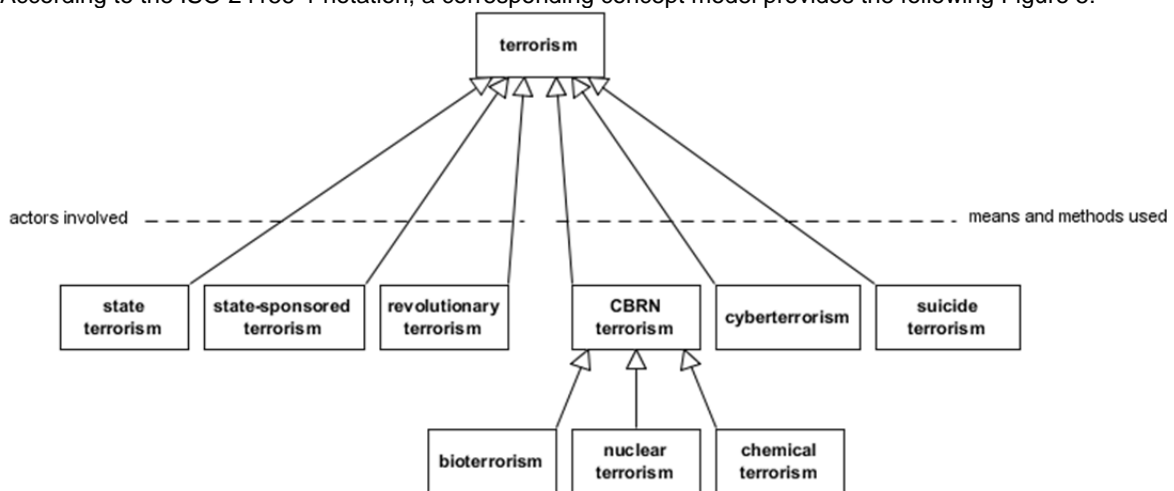 According to the ISO 24156-1 notation, a corresponding concept model provides the following Figure 3:
terrorism
actors involved
means and methods used
state
terrorism
state-sponsored
terrorism
revolutionary
terrorism
CBRN
terrorism
cyberterrorism
suicide
terrorism
bioterrorism
nuclear
terrorism
chemical
terrorism